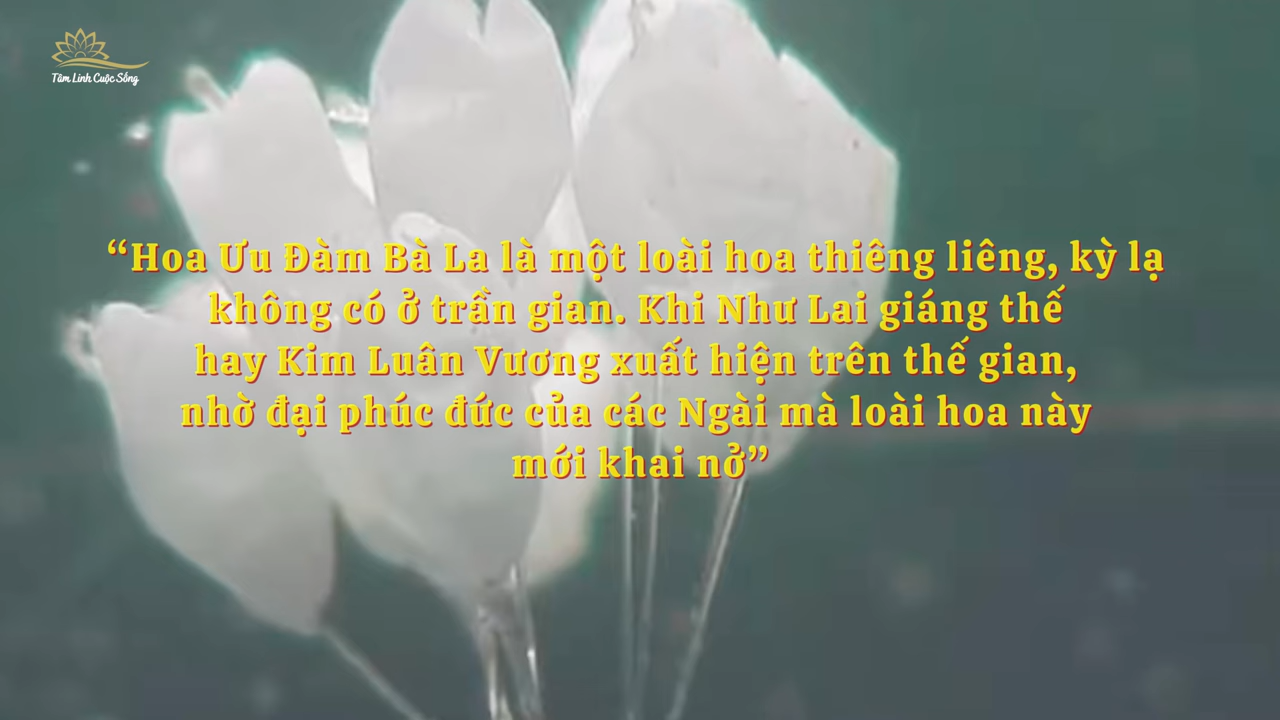 Tâm Linh Cuộc Sống
“Hoa Ưu Đàm Bà La là một loài hoa thiêng liêng, kỳ lạ
không có ở trần gian. Khi Như Lai giáng thế
hay Kim Luân Vương xuất hiện trên thế gian,
nhờ đại phúc đức của các Ngài mà loài hoa này
mới khai nở”